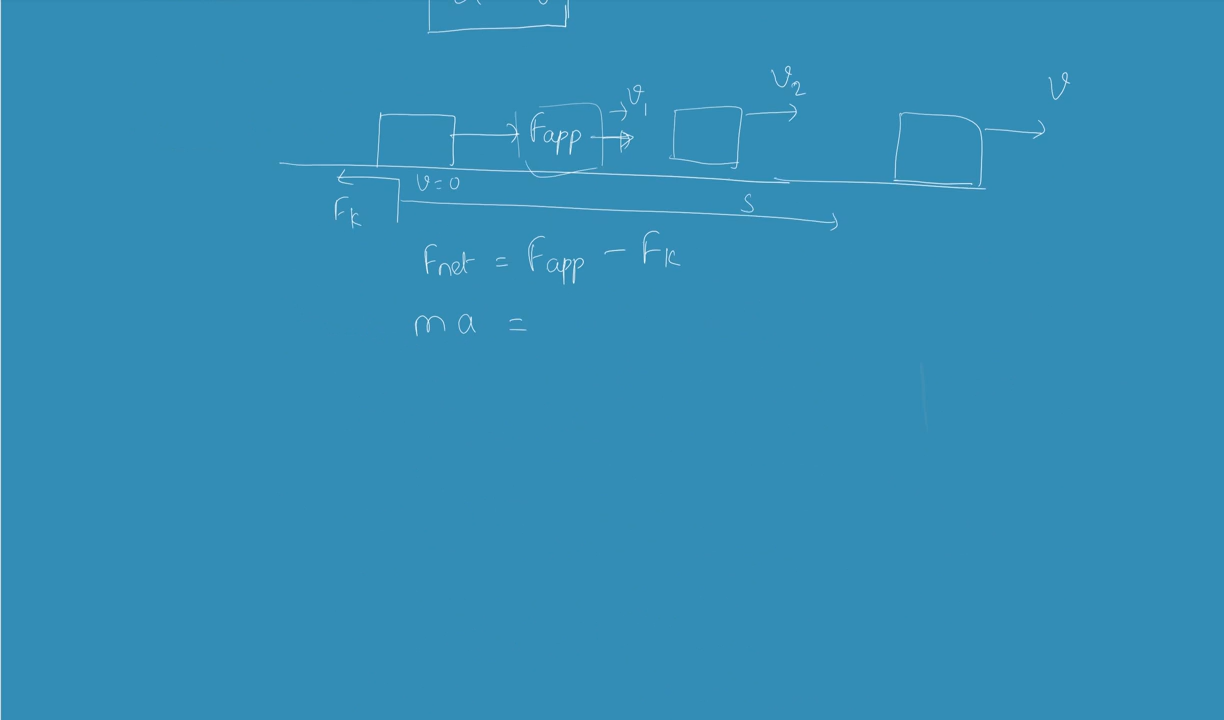 v₂
v
v₁
Fapp
v=0
s
Fk
Fnet = Fapp − Fk
ma =